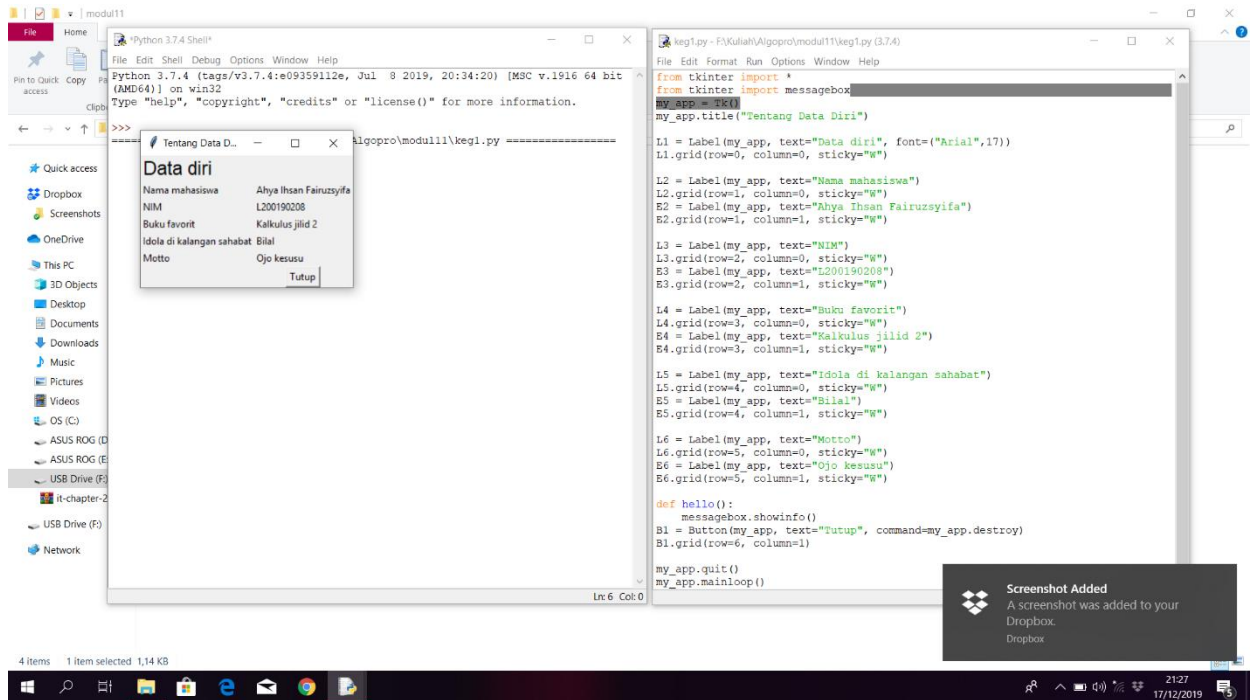 modul11
File Home
Pin to Quick access
Copy
← → ↑
Quick access
Dropbox
Screenshots
OneDrive
This PC
3D Objects
Desktop
Documents
Downloads
Music
Pictures
Videos
OS (C:)
ASUS ROG (D
ASUS ROG (E
USB Drive (F:)
it-chapter-2
USB Drive (F:)
Network
4 items 1 item selected 1,14 KB
*Python 3.7.4 Shell*
File Edit Shell Debug Options Window Help
Python 3.7.4 (tags/v3.7.4:e09359112e, Jul 8 2019, 20:34:20) [MSC v.1916 64 bit
(AMD64)] on win32
Type "help", "copyright", "credits" or "license()" for more information.
>>>
Algopro\modul11\keg1.py =================
Ln: 6 Col: 0
Tentang Data D...
Data diri
Nama mahasiswa Ahya Ihsan Fairuzsyifa
NIM L200190208
Buku favorit Kalkulus jilid 2
Idola di kalangan sahabat Bilal
Motto Ojo kesusu
Tutup
keg1.py - F:\Kuliah\Algopro\modul11\keg1.py (3.7.4)
File Edit Format Run Options Window Help
from tkinter import *
from tkinter import messagebox
my_app = Tk()
my_app.title("Tentang Data Diri")
L1 = Label(my_app, text="Data diri", font=("Arial",17))
L1.grid(row=0, column=0, sticky="W")
L2 = Label(my_app, text="Nama mahasiswa")
L2.grid(row=1, column=0, sticky="W")
E2 = Label(my_app, text="Ahya Ihsan Fairuzsyifa")
E2.grid(row=1, column=1, sticky="W")
L3 = Label(my_app, text="NIM")
L3.grid(row=2, column=0, sticky="W")
E3 = Label(my_app, text="L200190208")
E3.grid(row=2, column=1, sticky="W")
L4 = Label(my_app, text="Buku favorit")
L4.grid(row=3, column=0, sticky="W")
E4 = Label(my_app, text="Kalkulus jilid 2")
E4.grid(row=3, column=1, sticky="W")
L5 = Label(my_app, text="Idola di kalangan sahabat")
L5.grid(row=4, column=0, sticky="W")
E5 = Label(my_app, text="Bilal")
E5.grid(row=4, column=1, sticky="W")
L6 = Label(my_app, text="Motto")
L6.grid(row=5, column=0, sticky="W")
E6 = Label(my_app, text="Ojo kesusu")
E6.grid(row=5, column=1, sticky="W")
def hello():
    messagebox.showinfo()
B1 = Button(my_app, text="Tutup", command=my_app.destroy)
B1.grid(row=6, column=1)
my_app.quit()
my_app.mainloop()
Screenshot Added
A screenshot was added to your
Dropbox.
Dropbox
21:27
17/12/2019